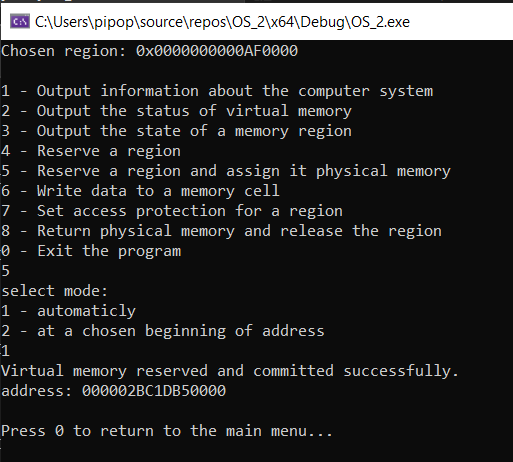 C:\Users\pipop\source\repos\OS_2\x64\Debug\OS_2.exe
Chosen region: 0x0000000000AF0000
1 - Output information about the computer system
2 - Output the status of virtual memory
3 - Output the state of a memory region
4 - Reserve a region
5 - Reserve a region and assign it physical memory
6 - Write data to a memory cell
7 - Set access protection for a region
8 - Return physical memory and release the region
0 - Exit the program
5
select mode:
1 - automaticly
2 - at a chosen beginning of address
1
Virtual memory reserved and committed successfully.
address: 000002BC1DB50000
Press 0 to return to the main menu...